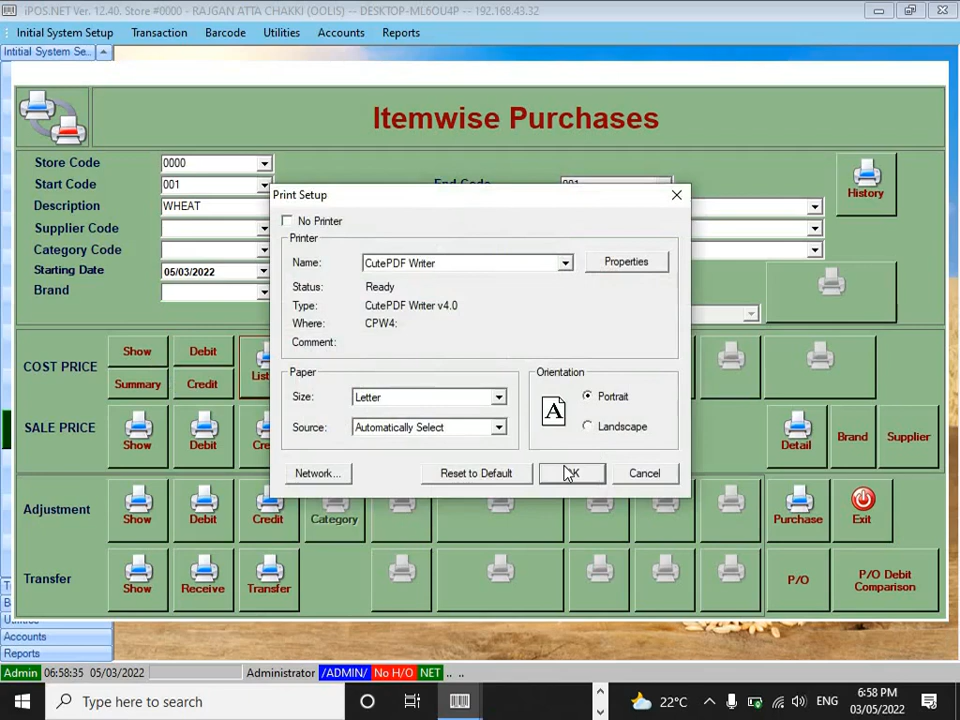 iPOS.NET Ver. 12.40. Store #0000 - RAJGAN ATTA CHAKKI (OOLIS) -- DESKTOP-ML6OU4P -- 192.168.43.32
Initial System Setup Transaction Barcode Utilities Accounts Reports
Intitial System Se...
Itemwise Purchases
Store Code 0000
Start Code 001
Description WHEAT
Supplier Code
Category Code
Starting Date 05/03/2022
Brand
History
Print Setup
No Printer
Printer
Name: CutePDF Writer Properties
Status: Ready
Type: CutePDF Writer v4.0
Where: CPW4:
Comment:
Paper
Size: Letter
Source: Automatically Select
Orientation
A
Portrait
Landscape
Network... Reset to Default Cancel
COST PRICE Show Debit
Summary Credit
SALE PRICE Show Debit Detail Brand Supplier
Adjustment Show Debit Credit Category Purchase Exit
Transfer Show Receive Transfer P/O P/O Debit Comparison
Accounts
Reports
Admin 06:58:35 05/03/2022 Administrator /ADMIN/ No H/O NET .. ..
Type here to search
22°C ENG 6:58 PM
03/05/2022